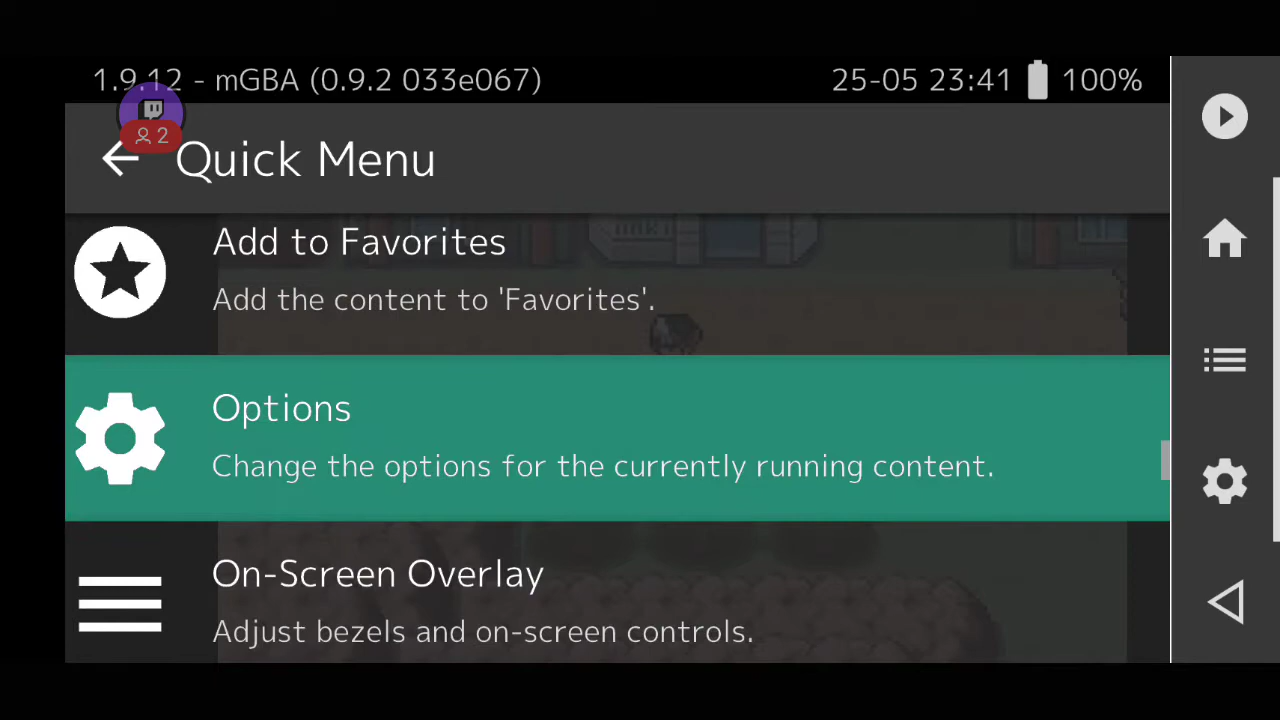 1.9.12 - mGBA (0.9.2 033e067)
25-05 23:41 100%
2
Quick Menu
Add to Favorites
Add the content to 'Favorites'.
Options
Change the options for the currently running content.
On-Screen Overlay
Adjust bezels and on-screen controls.